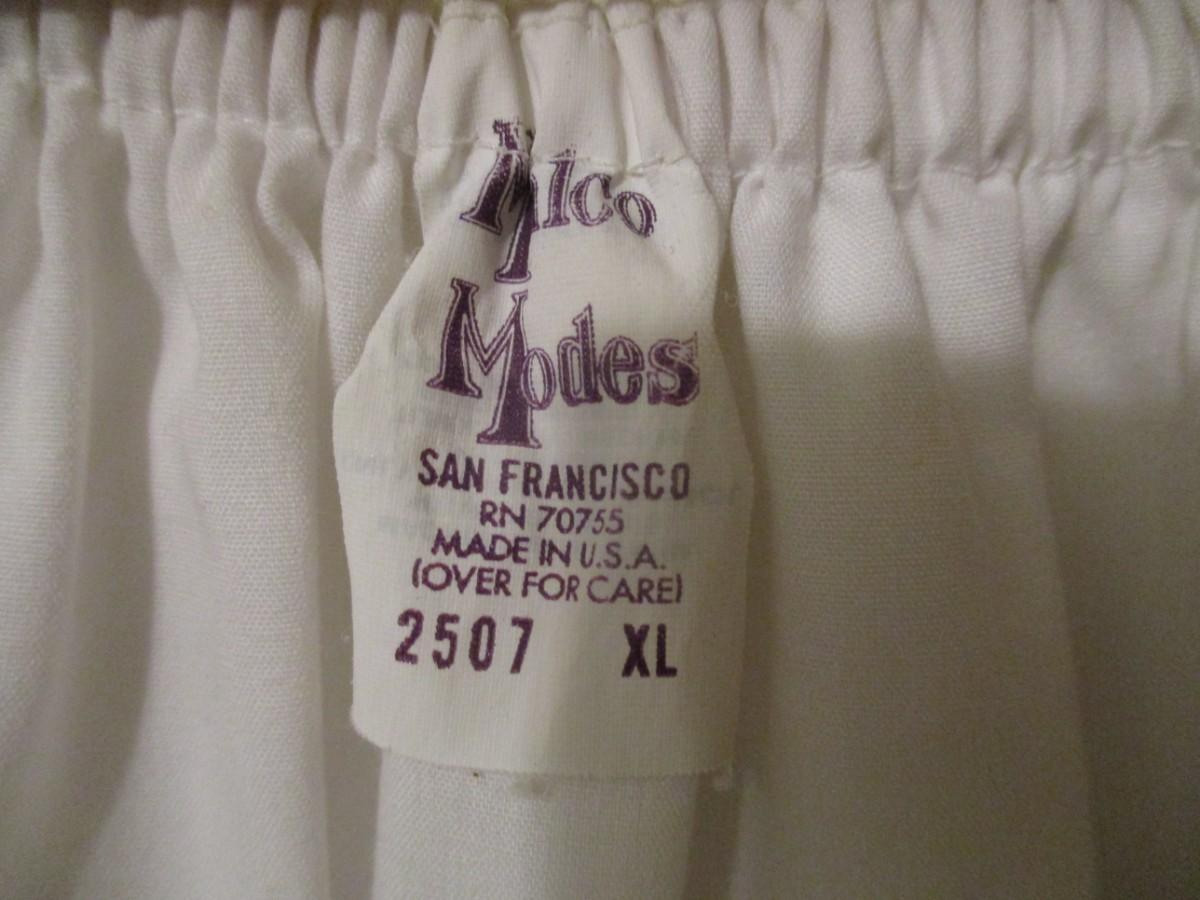 Modes
SAN FRANCISCO
RN 70755
MADE IN U.S.A.
(OVER FOR CARE)
2507 XL